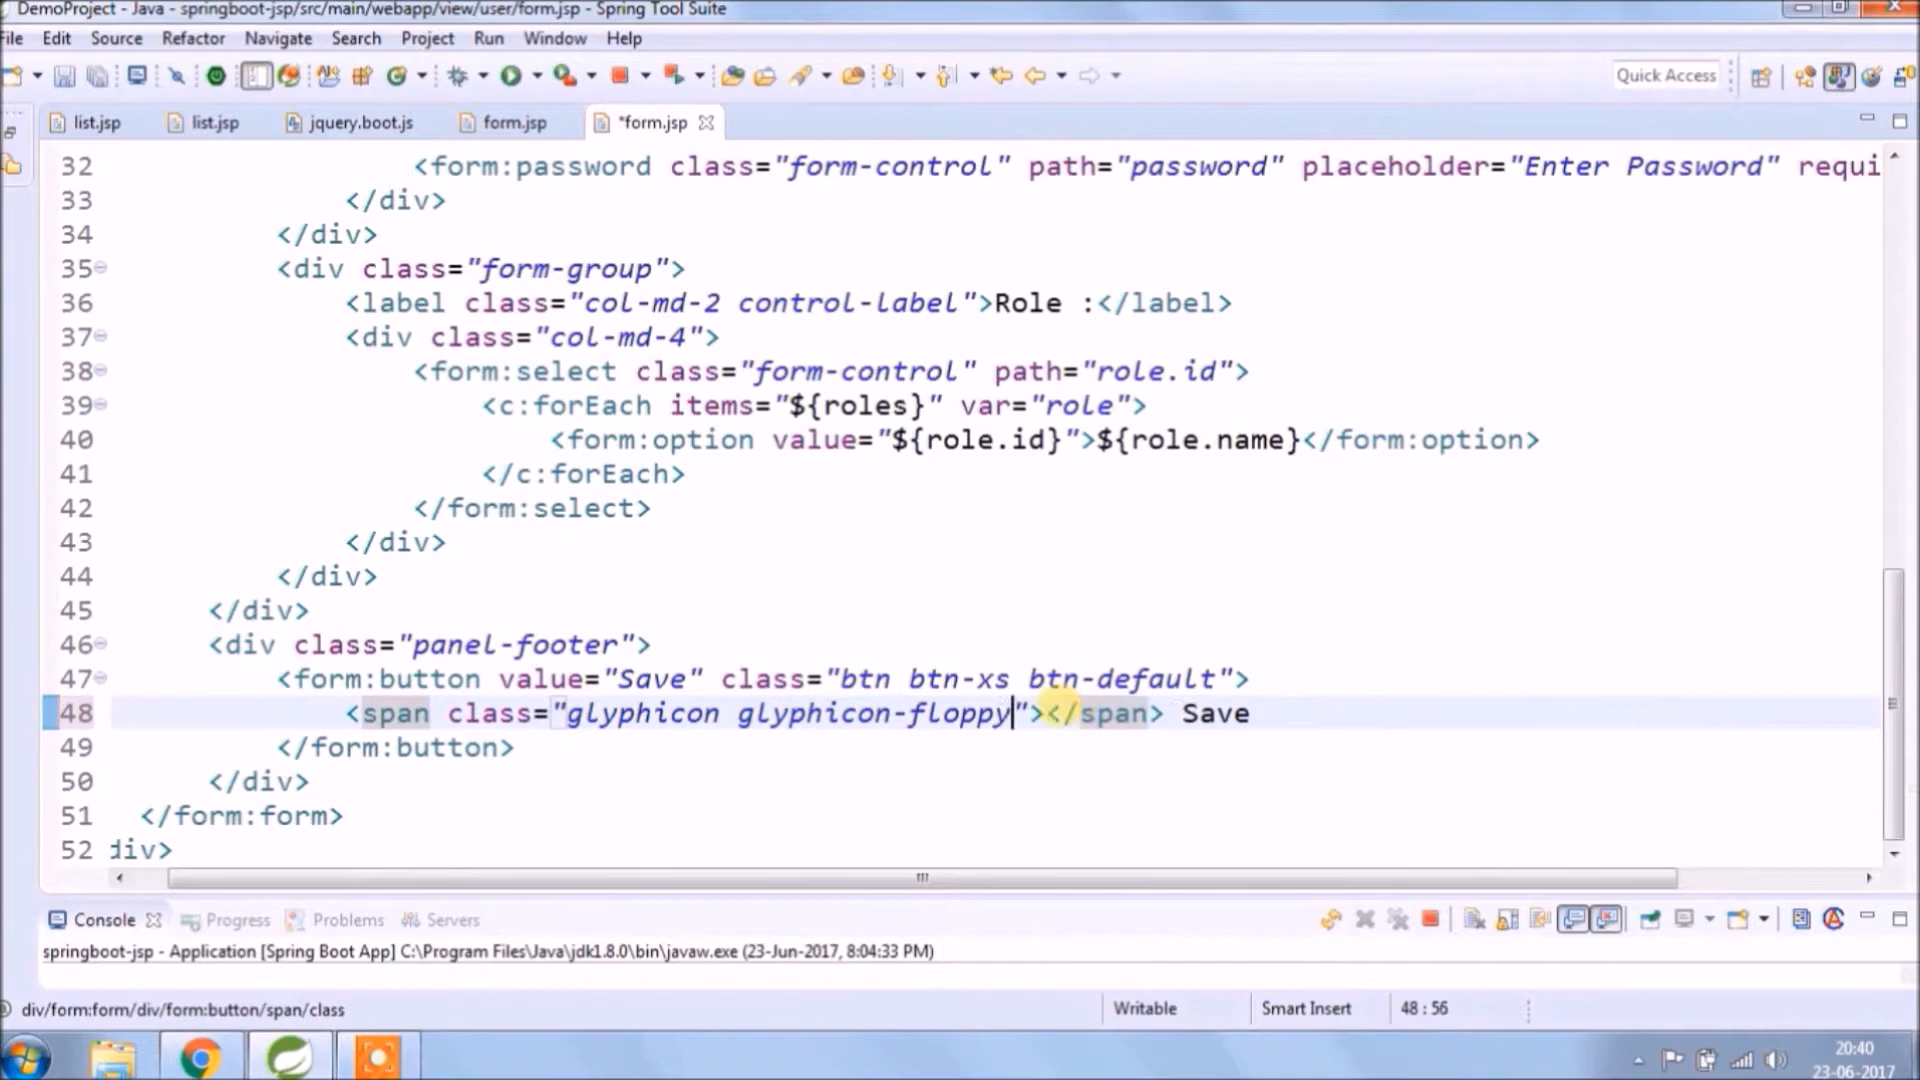 DemoProject - Java - springboot-jsp/src/main/webapp/view/user/form.jsp - Spring Tool Suite
File Edit Source Refactor Navigate Search Project Run Window Help
Quick Access
list.jsp list.jsp jquery.boot.js form.jsp *form.jsp
32 <form:password class="form-control" path="password" placeholder="Enter Password" requi
33 </div>
34 </div>
35 <div class="form-group">
36 <label class="col-md-2 control-label">Role :</label>
37 <div class="col-md-4">
38 <form:select class="form-control" path="role.id">
39 <c:forEach items="${roles}" var="role">
40 <form:option value="${role.id}">${role.name}</form:option>
41 </c:forEach>
42 </form:select>
43 </div>
44 </div>
45 </div>
46 <div class="panel-footer">
47 <form:button value="Save" class="btn btn-xs btn-default">
48 <span class="glyphicon glyphicon-floppy"></span> Save
49 </form:button>
50 </div>
51 </form:form>
52 div>
Console Progress Problems Servers
springboot-jsp - Application [Spring Boot App] C:\Program Files\Java\jdk1.8.0\bin\javaw.exe (23-Jun-2017, 8:04:33 PM)
div/form:form/div/form:button/span/class Writable Smart Insert 48 : 56
20:40
23-06-2017